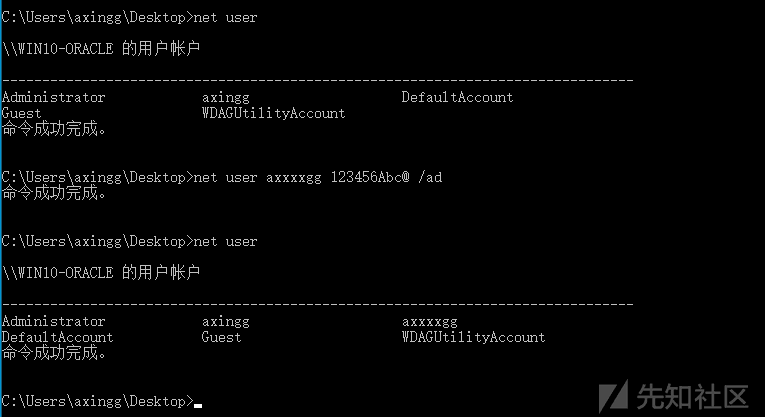 C:\Users\axingg\Desktop>net user
\\WIN10-ORACLE 的用户帐户
-------------------------------------------------------------------------------
Administrator axingg DefaultAccount
Guest WDAGUtilityAccount
命令成功完成。
C:\Users\axingg\Desktop>net user axxxxgg 123456Abc@ /ad
命令成功完成。
C:\Users\axingg\Desktop>net user
\\WIN10-ORACLE 的用户帐户
-------------------------------------------------------------------------------
Administrator axingg axxxxgg
DefaultAccount Guest WDAGUtilityAccount
命令成功完成。
C:\Users\axingg\Desktop>
先知社区